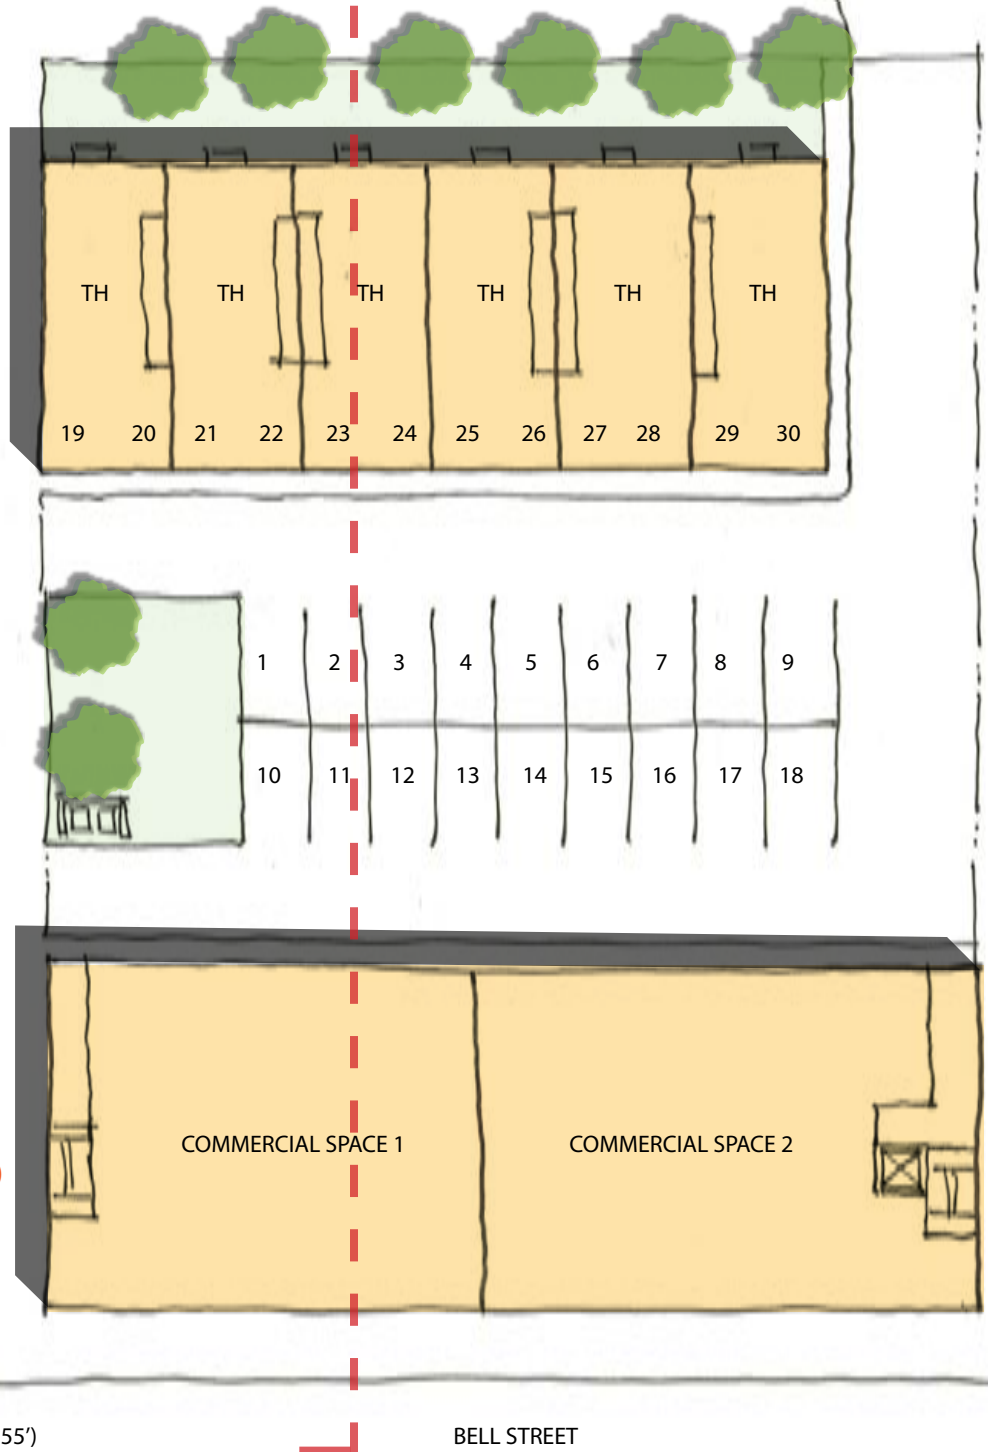 TH TH TH TH TH TH
19 20 21 22 23 24 25 26 27 28 29 30
1 2 3 4 5 6 7 8 9
10 11 12 13 14 15 16 17 18
COMMERCIAL SPACE 1 COMMERCIAL SPACE 2
55') BELL STREET